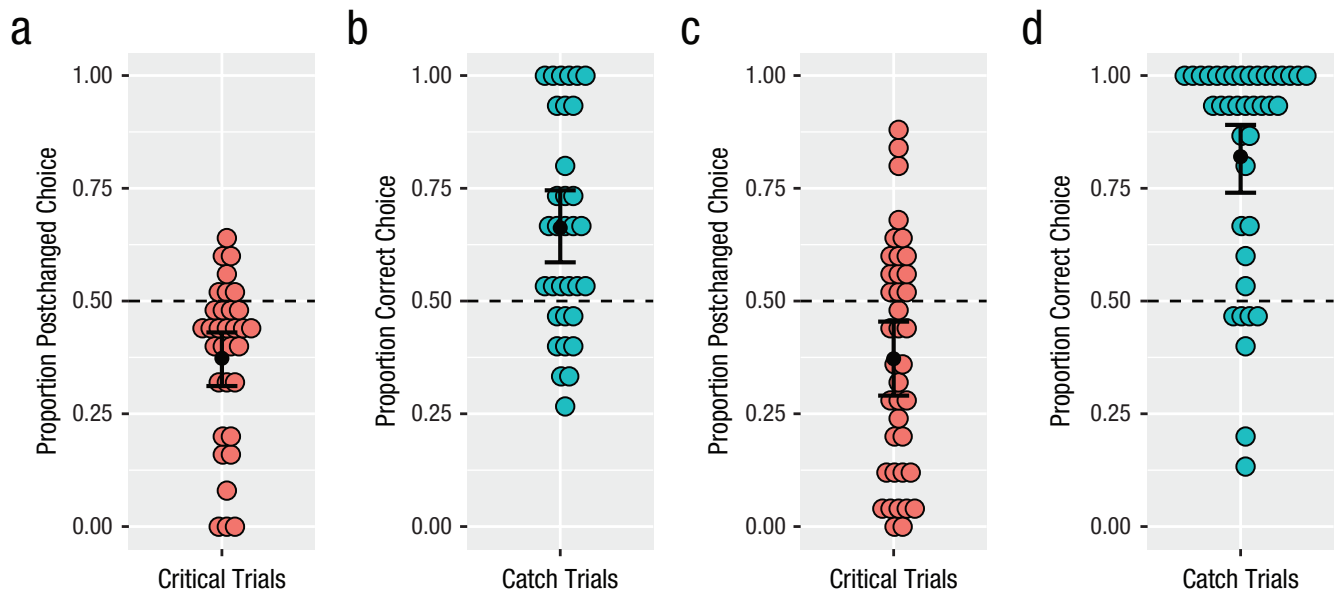 a
Proportion Postchanged Choice
1.00
0.75
0.50
0.25
0.00
Critical Trials
b
Proportion Correct Choice
1.00
0.75
0.50
0.25
0.00
Catch Trials
c
Proportion Postchanged Choice
1.00
0.75
0.50
0.25
0.00
Critical Trials
d
Proportion Correct Choice
1.00
0.75
0.50
0.25
0.00
Catch Trials